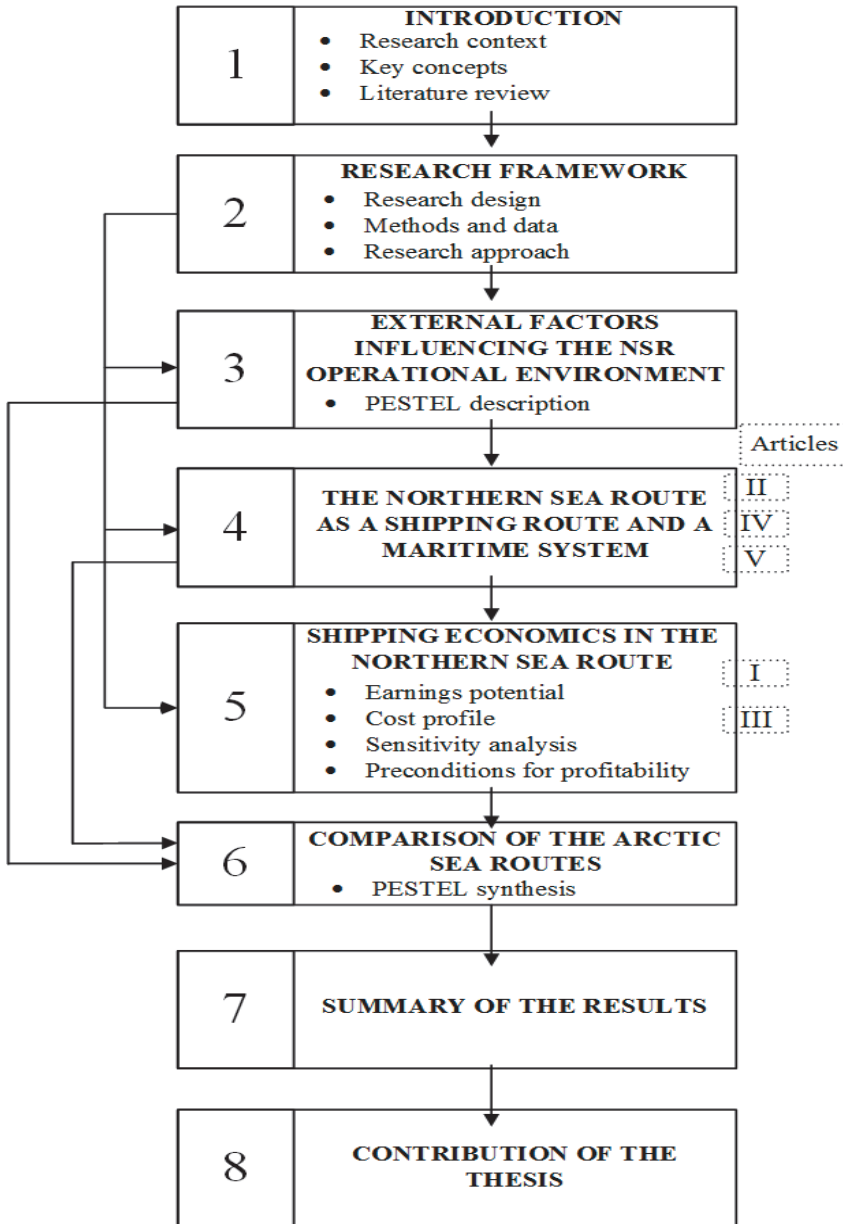 1
INTRODUCTION
• Research context
• Key concepts
• Literature review
2
RESEARCH FRAMEWORK
• Research design
• Methods and data
• Research approach
3
EXTERNAL FACTORS
INFLUENCING THE NSR
OPERATIONAL ENVIRONMENT
• PESTEL description
Articles
4
THE NORTHERN SEA ROUTE
AS A SHIPPING ROUTE AND A
MARITIME SYSTEM
II
IV
V
5
SHIPPING ECONOMICS IN THE
NORTHERN SEA ROUTE
• Earnings potential
• Cost profile
• Sensitivity analysis
• Preconditions for profitability
I
III
6
COMPARISON OF THE ARCTIC
SEA ROUTES
• PESTEL synthesis
7
SUMMARY OF THE RESULTS
8
CONTRIBUTION OF THE
THESIS